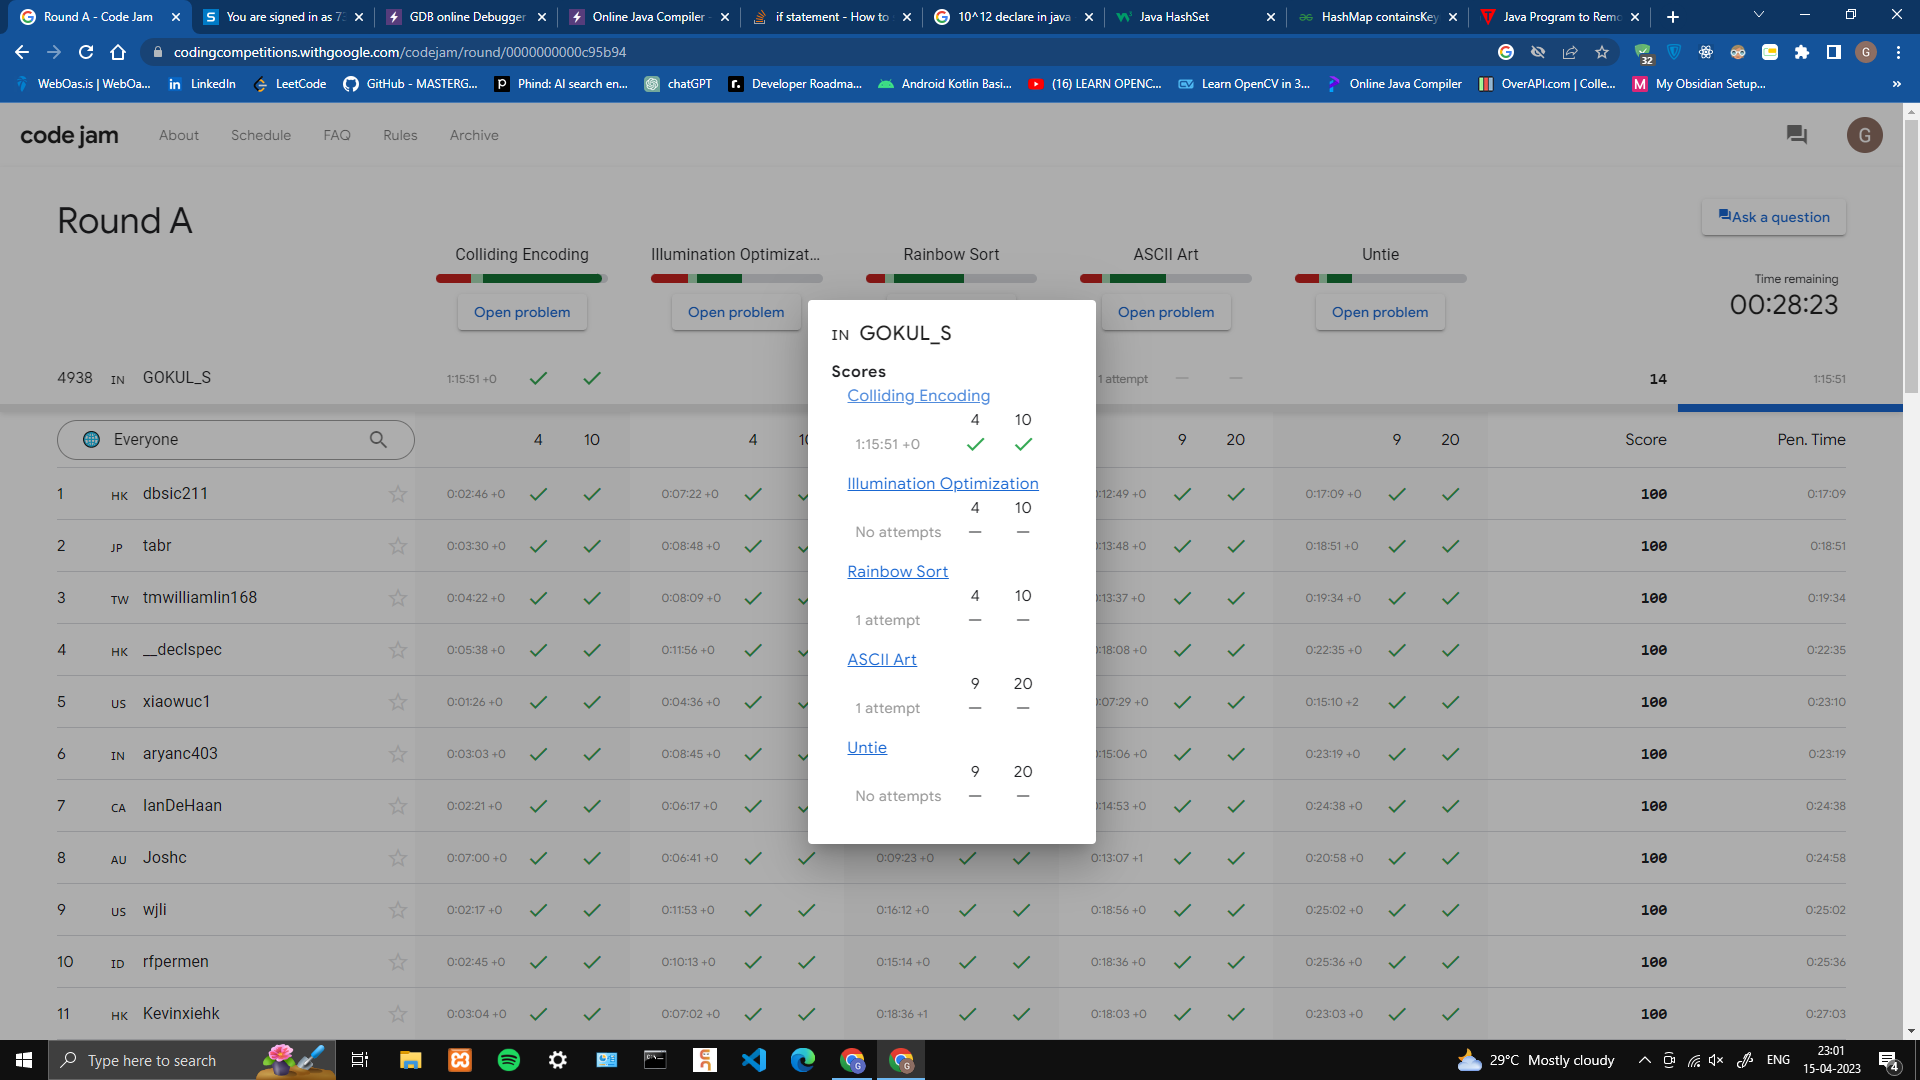 Round A - Code Jam
You are signed in as 73
GDB online Debugger
Online Java Compiler -
if statement - How to
10^12 declare in java
Java HashSet
HashMap containsKey
Java Program to Remo
codingcompetitions.withgoogle.com/codejam/round/0000000000c95b94
32
G
WebOas.is | WebOa...
LinkedIn
LeetCode
GitHub - MASTERG...
Phind: AI search en...
chatGPT
Developer Roadma...
Android Kotlin Basi...
(16) LEARN OPENC...
Learn OpenCV in 3...
Online Java Compiler
OverAPI.com | Colle...
My Obsidian Setup...
»
code jam
About
Schedule
FAQ
Rules
Archive
G
Round A
Ask a question
Colliding Encoding
Illumination Optimizat...
Rainbow Sort
ASCII Art
Untie
Time remaining
00:28:23
Open problem
Open problem
Open problem
Open problem
4938 IN GOKUL_S 1:15:51 +0 1 attempt — — 14 1:15:51
Everyone 4 10 4 10 9 20 9 20 Score Pen. Time
1 HK dbsic211 0:02:46 +0 0:07:22 +0 0:12:49 +0 0:17:09 +0 100 0:17:09
2 JP tabr 0:03:30 +0 0:08:48 +0 0:13:48 +0 0:18:51 +0 100 0:18:51
3 TW tmwilliamlin168 0:04:22 +0 0:08:09 +0 0:13:37 +0 0:19:34 +0 100 0:19:34
4 HK __declspec 0:05:38 +0 0:11:56 +0 0:18:08 +0 0:22:35 +0 100 0:22:35
5 US xiaowuc1 0:01:26 +0 0:04:36 +0 0:07:29 +0 0:15:10 +2 100 0:23:10
6 IN aryanc403 0:03:03 +0 0:08:45 +0 0:15:06 +0 0:23:19 +0 100 0:23:19
7 CA IanDeHaan 0:02:21 +0 0:06:17 +0 0:14:53 +0 0:24:38 +0 100 0:24:38
8 AU Joshc 0:07:00 +0 0:06:41 +0 0:09:23 +0 0:13:07 +1 0:20:58 +0 100 0:24:58
9 US wjli 0:02:17 +0 0:11:53 +0 0:16:12 +0 0:18:56 +0 0:25:02 +0 100 0:25:02
10 ID rfpermen 0:02:45 +0 0:10:13 +0 0:15:14 +0 0:18:36 +0 0:25:36 +0 100 0:25:36
11 HK Kevinxiehk 0:03:04 +0 0:07:02 +0 0:18:36 +1 0:18:03 +0 0:23:03 +0 100 0:27:03
IN GOKUL_S
Scores
Colliding Encoding
4 10
1:15:51 +0
Illumination Optimization
4 10
No attempts — —
Rainbow Sort
4 10
1 attempt — —
ASCII Art
9 20
1 attempt — —
Untie
9 20
No attempts — —
Type here to search
29°C Mostly cloudy
ENG
23:01
15-04-2023
4